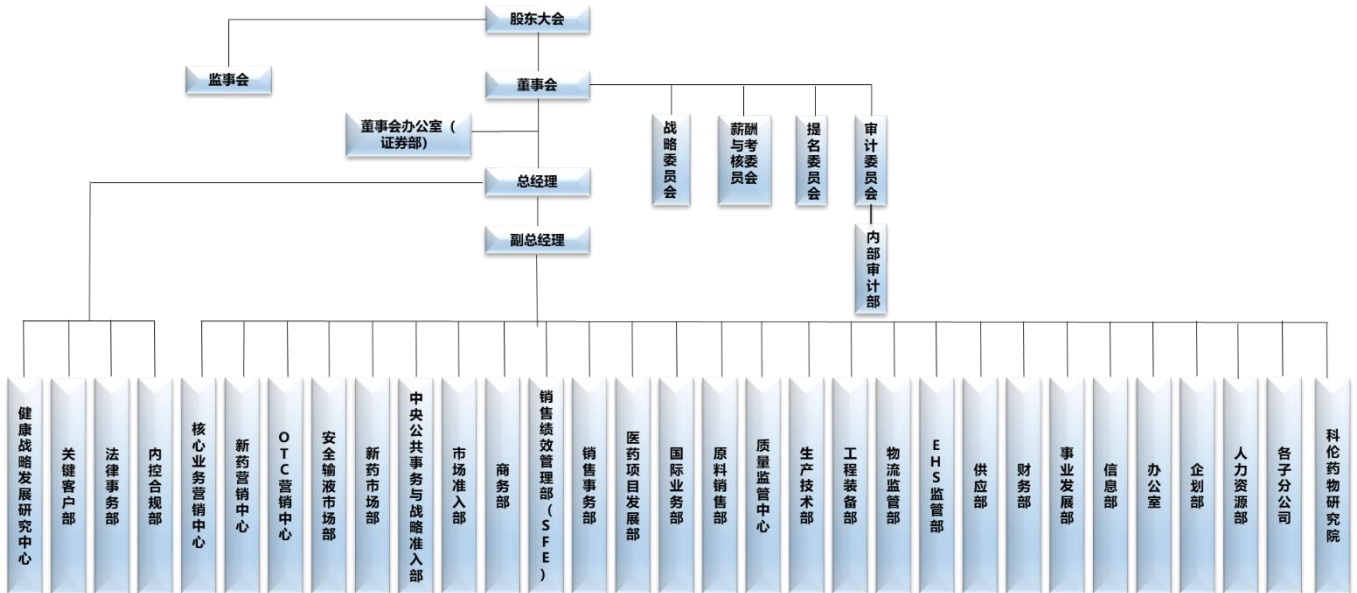 股东大会
监事会
董事会
董事会办公室（
证券部）
战略委员会
薪酬与考核委员会
提名委员会
审计委员会
总经理
副总经理
内部审计部
健康战略发展研究中心
关键客户部
法律事务部
内控合规部
核心业务营销中心
新药营销中心
OTC营销中心
安全输液市场部
新药市场部
中央公共事务与战略准入部
市场准入部
商务部
销售绩效管理部（SFE）
销售事务部
医药项目发展部
国际业务部
原料销售部
质量监管中心
生产技术部
工程装备部
物流监管部
EHS监管部
供应部
财务部
事业发展部
信息部
办公室
企划部
人力资源部
各子分公司
科伦药物研究院